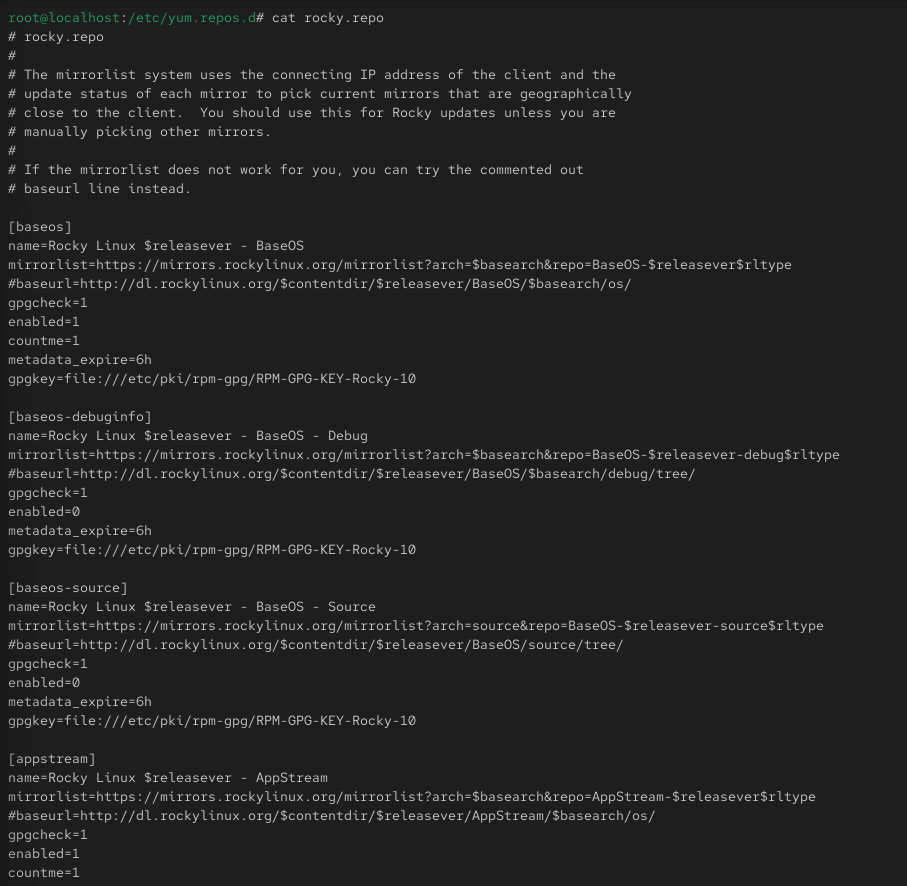 root@localhost:/etc/yum.repos.d# cat rocky.repo
# rocky.repo
#
# The mirrorlist system uses the connecting IP address of the client and the
# update status of each mirror to pick current mirrors that are geographically
# close to the client.  You should use this for Rocky updates unless you are
# manually picking other mirrors.
#
# If the mirrorlist does not work for you, you can try the commented out
# baseurl line instead.

[baseos]
name=Rocky Linux $releasever - BaseOS
mirrorlist=https://mirrors.rockylinux.org/mirrorlist?arch=$basearch&repo=BaseOS-$releasever$rltype
#baseurl=http://dl.rockylinux.org/$contentdir/$releasever/BaseOS/$basearch/os/
gpgcheck=1
enabled=1
countme=1
metadata_expire=6h
gpgkey=file:///etc/pki/rpm-gpg/RPM-GPG-KEY-Rocky-10

[baseos-debuginfo]
name=Rocky Linux $releasever - BaseOS - Debug
mirrorlist=https://mirrors.rockylinux.org/mirrorlist?arch=$basearch&repo=BaseOS-$releasever-debug$rltype
#baseurl=http://dl.rockylinux.org/$contentdir/$releasever/BaseOS/$basearch/debug/tree/
gpgcheck=1
enabled=0
metadata_expire=6h
gpgkey=file:///etc/pki/rpm-gpg/RPM-GPG-KEY-Rocky-10

[baseos-source]
name=Rocky Linux $releasever - BaseOS - Source
mirrorlist=https://mirrors.rockylinux.org/mirrorlist?arch=source&repo=BaseOS-$releasever-source$rltype
#baseurl=http://dl.rockylinux.org/$contentdir/$releasever/BaseOS/source/tree/
gpgcheck=1
enabled=0
metadata_expire=6h
gpgkey=file:///etc/pki/rpm-gpg/RPM-GPG-KEY-Rocky-10

[appstream]
name=Rocky Linux $releasever - AppStream
mirrorlist=https://mirrors.rockylinux.org/mirrorlist?arch=$basearch&repo=AppStream-$releasever$rltype
#baseurl=http://dl.rockylinux.org/$contentdir/$releasever/AppStream/$basearch/os/
gpgcheck=1
enabled=1
countme=1